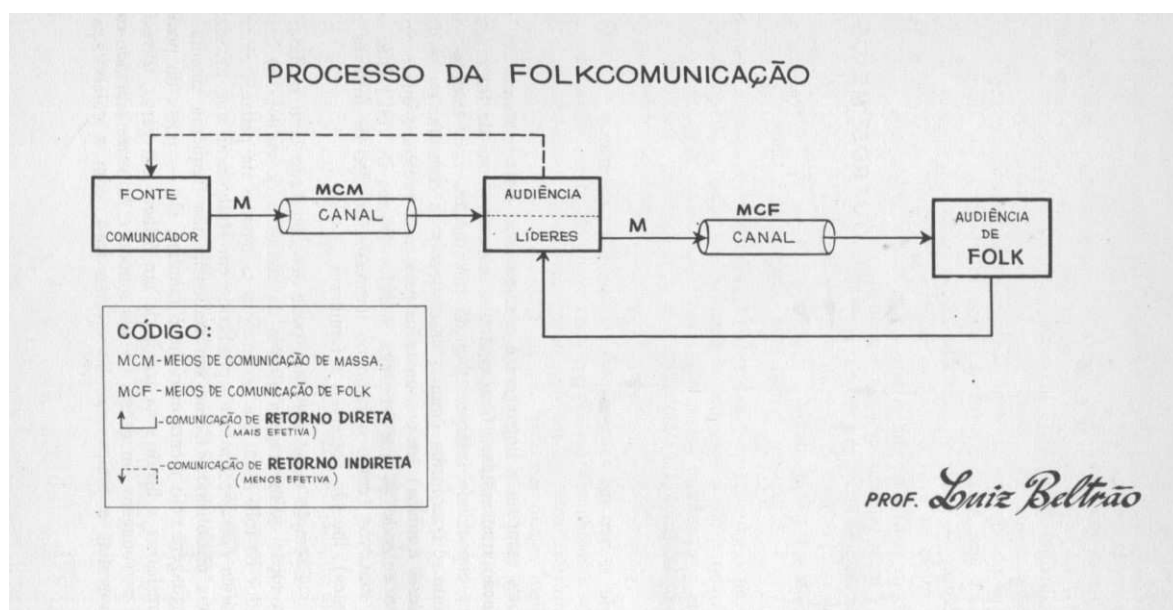 PROCESSO DA FOLKCOMUNICAÇÃO
FONTE
COMUNICADOR
M
MCM
CANAL
AUDIÊNCIA
LÍDERES
M
MCF
CANAL
AUDIÊNCIA
DE
FOLK
CÓDIGO:
MCM-MEIOS DE COMUNICAÇÃO DE MASSA.
MCF - MEIOS DE COMUNICAÇÃO DE FOLK
-COMUNICAÇÃO DE RETORNO DIRETA
(MAIS EFETIVA)
-COMUNICAÇÃO DE RETORNO INDIRETA
(MENOS EFETIVA)
PROF. Luiz Beltrão